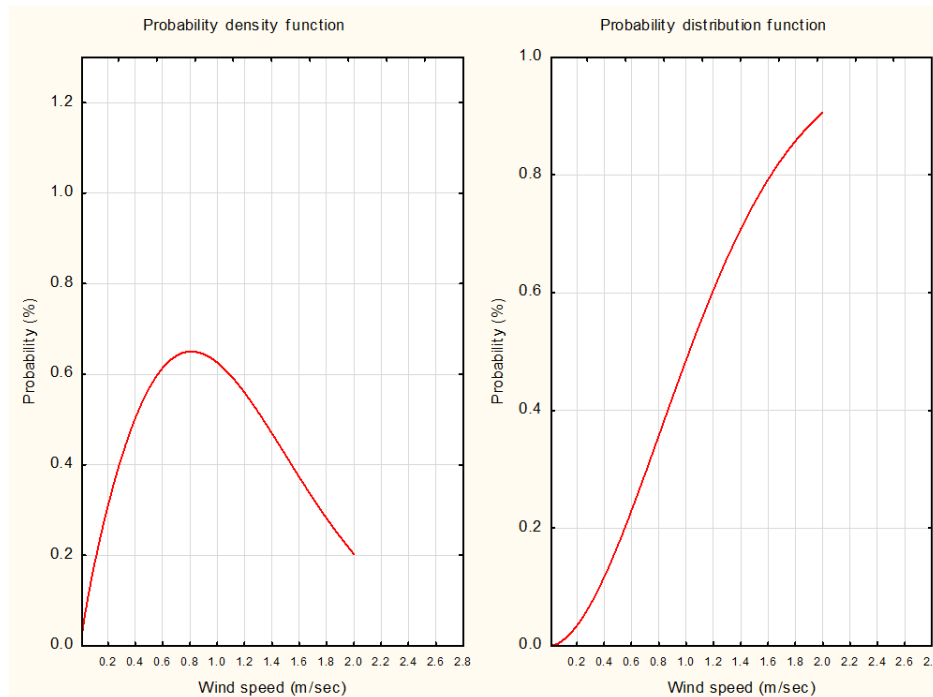 Probability density function
Probability (%)
1.2
1.0
0.8
0.6
0.4
0.2
0.0
0.2 0.4 0.6 0.8 1.0 1.2 1.4 1.6 1.8 2.0 2.2 2.4 2.6 2.8
Wind speed (m/sec)
Probability distribution function
Probability (%)
1.0
0.8
0.6
0.4
0.2
0.0
0.2 0.4 0.6 0.8 1.0 1.2 1.4 1.6 1.8 2.0 2.2 2.4 2.6 2.8
Wind speed (m/sec)